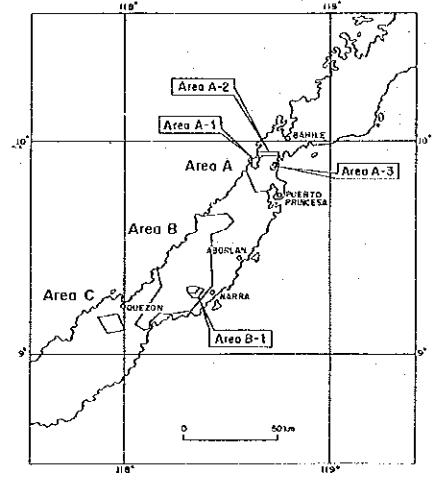 118° 119°
Area A-2
Area A-1
BAHILE
10° 10°
Area A
Area A-3
PUERTO
PRINCESA
Area B
ABORLAN
Area C
QUEZON
NARRA
Area B-1
9° 9°
0 50km
118° 119°